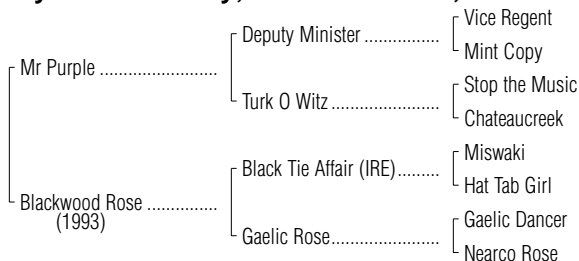 Vice Regent
Deputy Minister ..................
Mint Copy
Mr Purple ..........................
Stop the Music
Turk O Witz ........................
Chateaucreek
Miswaki
Black Tie Affair (IRE).........
Hat Tab Girl
Blackwood Rose ................
(1993)
Gaelic Dancer
Gaelic Rose........................
Nearco Rose